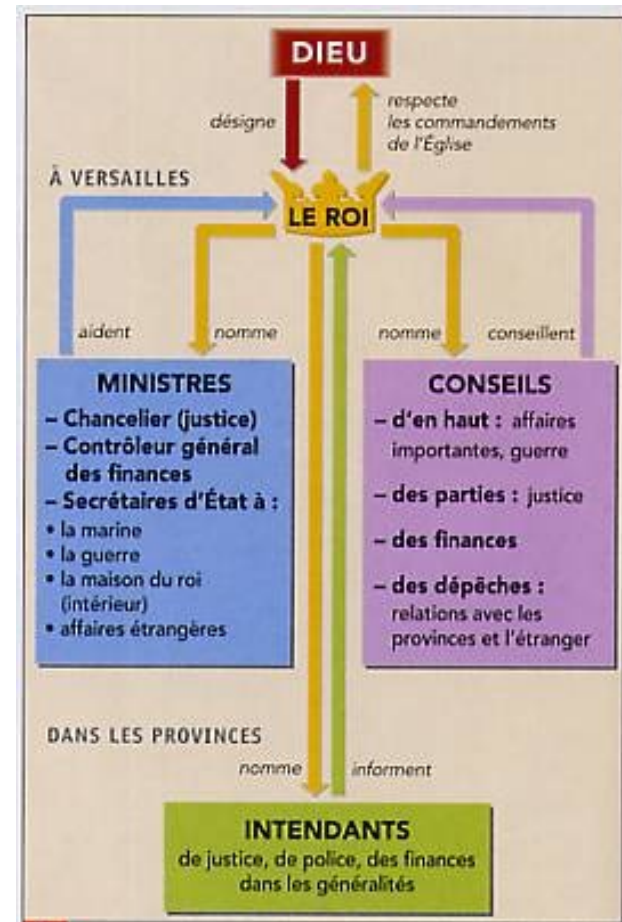 DIEU
désigne
respecte
les commandements
de l'Église
À VERSAILLES
LE ROI
aident
nomme
nomme
conseillent
MINISTRES
– Chancelier (justice)
– Contrôleur général
des finances
– Secrétaires d'État à :
• la marine
• la guerre
• la maison du roi
(intérieur)
• affaires étrangères
CONSEILS
– d'en haut : affaires
importantes, guerre
– des parties : justice
– des finances
– des dépêches :
relations avec les
provinces et l'étranger
DANS LES PROVINCES
nomme
informent
INTENDANTS
de justice, de police, des finances
dans les généralités